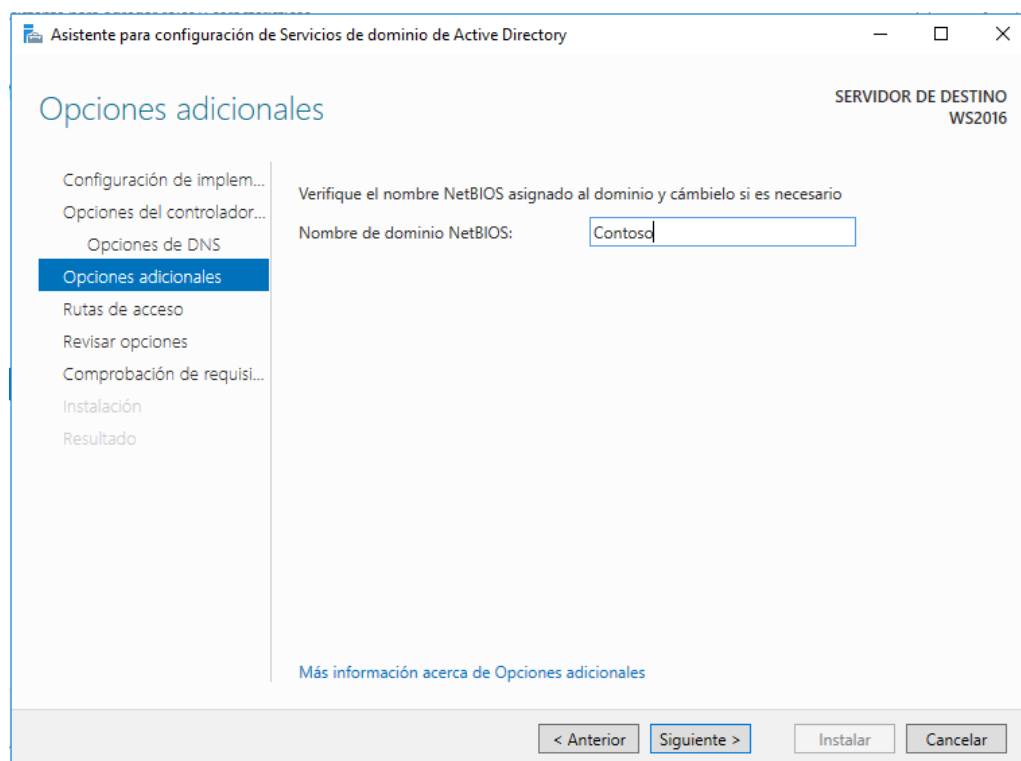 Asistente para configuración de Servicios de dominio de Active Directory
Opciones adicionales
SERVIDOR DE DESTINO
WS2016
Configuración de implem...
Opciones del controlador...
Opciones de DNS
Opciones adicionales
Rutas de acceso
Revisar opciones
Comprobación de requisi...
Instalación
Resultado
Verifique el nombre NetBIOS asignado al dominio y cámbielo si es necesario
Nombre de dominio NetBIOS: Contoso
Más información acerca de Opciones adicionales
< Anterior Siguiente > Instalar Cancelar